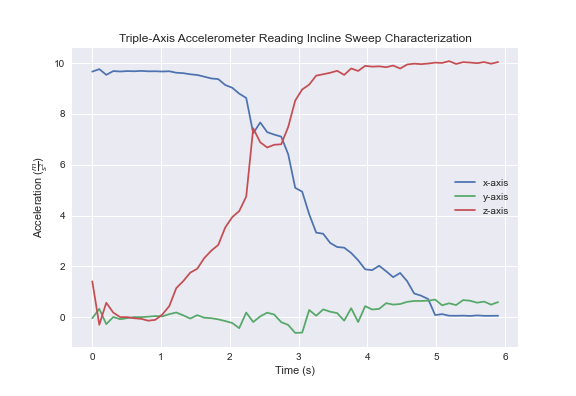 Triple-Axis Accelerometer Reading Incline Sweep Characterization
10
8
6
4
2
0
Acceleration (m/s²)
x-axis
y-axis
z-axis
0 1 2 3 4 5 6
Time (s)